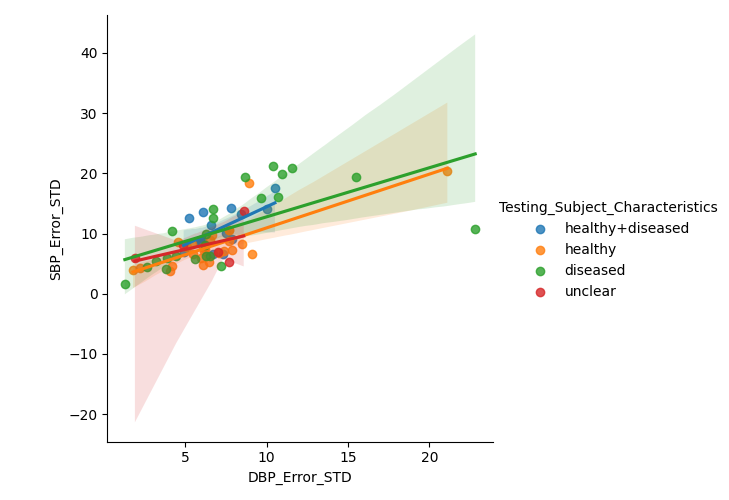 40
30
20
10
0
−10
−20
SBP_Error_STD
5
10
15
20
DBP_Error_STD
Testing_Subject_Characteristics
healthy+diseased
healthy
diseased
unclear